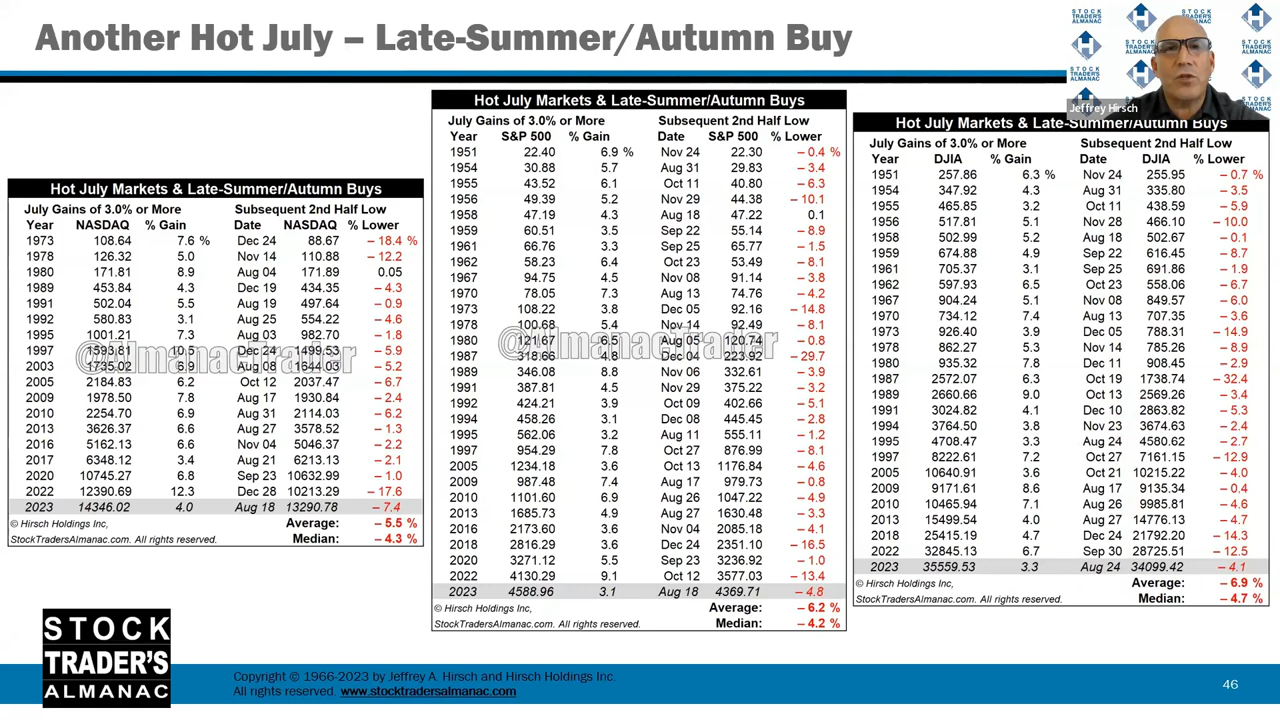 Another Hot July – Late-Summer/Autumn Buy
STOCK
TRADER'S
ALMANAC
Jeffrey Hirsch
Hot July Markets & Late-Summer/Autumn Buys
July Gains of 3.0% or More Subsequent 2nd Half Low
Year NASDAQ % Gain Date NASDAQ % Lower
1973 108.64 7.6 % Dec 24 88.67 – 18.4 %
1978 126.32 5.0 Nov 14 110.88 – 12.2
1980 171.81 8.9 Aug 04 171.89 0.05
1989 453.84 4.3 Dec 19 434.35 – 4.3
1991 502.04 5.5 Aug 19 497.64 – 0.9
1992 580.83 3.1 Aug 25 554.22 – 4.6
1995 1001.21 7.3 Aug 03 982.70 – 1.8
1997 1593.81 10.5 Dec 24 1499.53 – 5.9
2003 1735.02 6.9 Aug 08 1644.03 – 5.2
2005 2184.83 6.2 Oct 12 2037.47 – 6.7
2009 1978.50 7.8 Aug 17 1930.84 – 2.4
2010 2254.70 6.9 Aug 31 2114.03 – 6.2
2013 3626.37 6.6 Aug 27 3578.52 – 1.3
2016 5162.13 6.6 Nov 04 5046.37 – 2.2
2017 6348.12 3.4 Aug 21 6213.13 – 2.1
2020 10745.27 6.8 Sep 23 10632.99 – 1.0
2022 12390.69 12.3 Dec 28 10213.29 – 17.6
2023 14346.02 4.0 Aug 18 13290.78 – 7.4
© Hirsch Holdings Inc, Average: – 5.5 %
StockTradersAlmanac.com. All rights reserved. Median: – 4.3 %
@AlmanacTrader
Hot July Markets & Late-Summer/Autumn Buys
July Gains of 3.0% or More Subsequent 2nd Half Low
Year S&P 500 % Gain Date S&P 500 % Lower
1951 22.40 6.9 % Nov 24 22.30 – 0.4 %
1954 30.88 5.7 Aug 31 29.83 – 3.4
1955 43.52 6.1 Oct 11 40.80 – 6.3
1956 49.39 5.2 Nov 29 44.38 – 10.1
1958 47.19 4.3 Aug 18 47.22 0.1
1959 60.51 3.5 Sep 22 55.14 – 8.9
1961 66.76 3.3 Sep 25 65.77 – 1.5
1962 58.23 6.4 Oct 23 53.49 – 8.1
1967 94.75 4.5 Nov 08 91.14 – 3.8
1970 78.05 7.3 Aug 13 74.76 – 4.2
1973 108.22 3.8 Dec 05 92.16 – 14.8
1978 100.68 5.4 Nov 14 92.49 – 8.1
1980 121.67 6.5 Aug 05 120.74 – 0.8
1987 318.66 4.8 Dec 04 223.92 – 29.7
1989 346.08 8.8 Nov 06 332.61 – 3.9
1991 387.81 4.5 Nov 29 375.22 – 3.2
1992 424.21 3.9 Oct 09 402.66 – 5.1
1994 458.26 3.1 Dec 08 445.45 – 2.8
1995 562.06 3.2 Aug 11 555.11 – 1.2
1997 954.29 7.8 Oct 27 876.99 – 8.1
2005 1234.18 3.6 Oct 13 1176.84 – 4.6
2009 987.48 7.4 Aug 17 979.73 – 0.8
2010 1101.60 6.9 Aug 26 1047.22 – 4.9
2013 1685.73 4.9 Aug 27 1630.48 – 3.3
2016 2173.60 3.6 Nov 04 2085.18 – 4.1
2018 2816.29 3.6 Dec 24 2351.10 – 16.5
2020 3271.12 5.5 Sep 23 3236.92 – 1.0
2022 4130.29 9.1 Oct 12 3577.03 – 13.4
2023 4588.96 3.1 Aug 18 4369.71 – 4.8
© Hirsch Holdings Inc, Average: – 6.2 %
StockTradersAlmanac.com. All rights reserved. Median: – 4.2 %
@AlmanacTrader
Hot July Markets & Late-Summer/Autumn Buys
July Gains of 3.0% or More Subsequent 2nd Half Low
Year DJIA % Gain Date DJIA % Lower
1951 257.86 6.3 % Nov 24 255.95 – 0.7 %
1954 347.92 4.3 Aug 31 335.80 – 3.5
1955 465.85 3.2 Oct 11 438.59 – 5.9
1956 517.81 5.1 Nov 28 466.10 – 10.0
1958 502.99 5.2 Aug 18 502.67 – 0.1
1959 674.88 4.9 Sep 22 616.45 – 8.7
1961 705.37 3.1 Sep 25 691.86 – 1.9
1962 597.93 6.5 Oct 23 558.06 – 6.7
1967 904.24 5.1 Nov 08 849.57 – 6.0
1970 734.12 7.4 Aug 13 707.35 – 3.6
1973 926.40 3.9 Dec 05 788.31 – 14.9
1978 862.27 5.3 Nov 14 785.26 – 8.9
1980 935.32 7.8 Dec 11 908.45 – 2.9
1987 2572.07 6.3 Oct 19 1738.74 – 32.4
1989 2660.66 9.0 Oct 13 2569.26 – 3.4
1991 3024.82 4.1 Dec 10 2863.82 – 5.3
1994 3764.50 3.8 Nov 23 3674.63 – 2.4
1995 4708.47 3.3 Aug 24 4580.62 – 2.7
1997 8222.61 7.2 Oct 27 7161.15 – 12.9
2005 10640.91 3.6 Oct 21 10215.22 – 4.0
2009 9171.61 8.6 Aug 17 9135.34 – 0.4
2010 10465.94 7.1 Aug 26 9985.81 – 4.6
2013 15499.54 4.0 Aug 27 14776.13 – 4.7
2018 25415.19 4.7 Dec 24 21792.20 – 14.3
2022 32845.13 6.7 Sep 30 28725.51 – 12.5
2023 35559.53 3.3 Aug 24 34099.42 – 4.1
© Hirsch Holdings Inc, Average: – 6.9 %
StockTradersAlmanac.com. All rights reserved. Median: – 4.7 %
STOCK
TRADER'S
ALMANAC
Copyright © 1966-2023 by Jeffrey A. Hirsch and Hirsch Holdings Inc.
All rights reserved. www.stocktradersalmanac.com
46